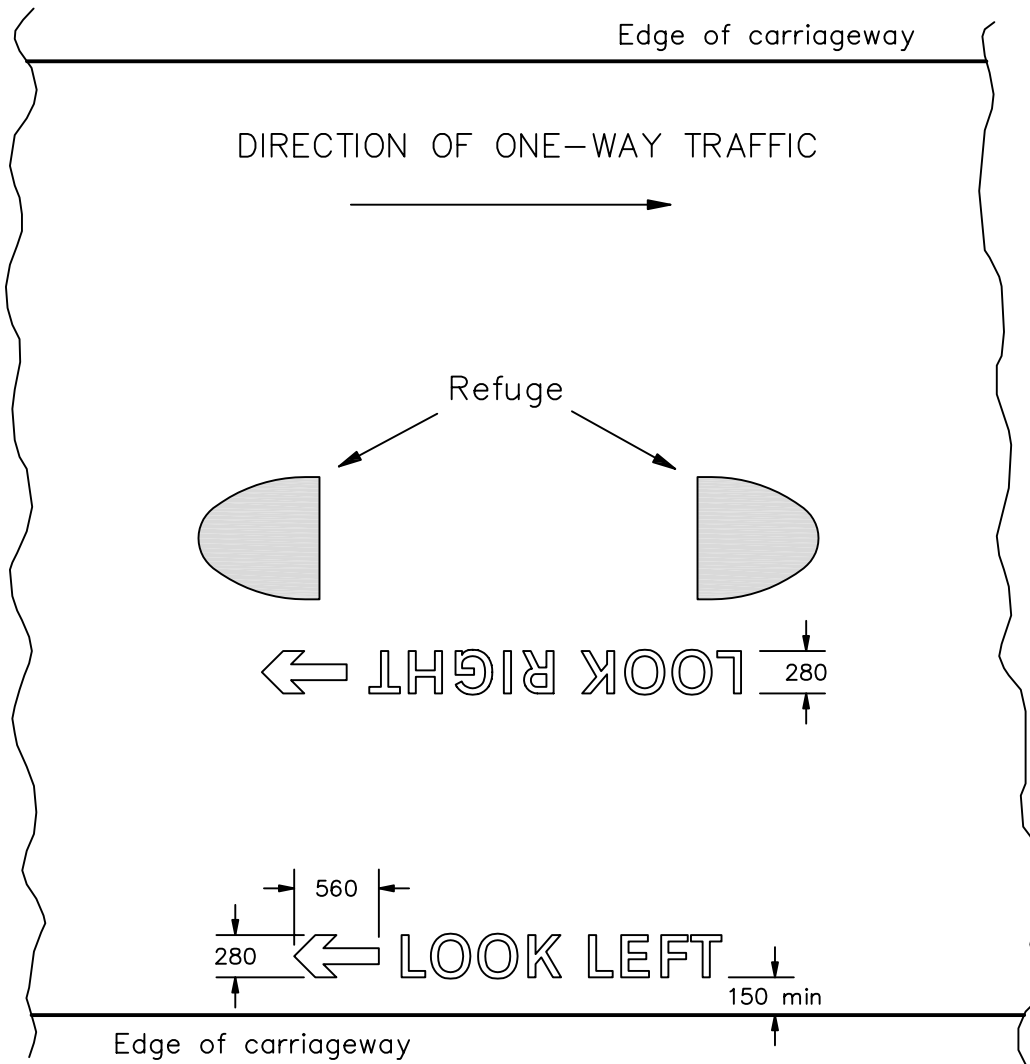 Edge of carriageway
DIRECTION OF ONE-WAY TRAFFIC
Refuge
LOOK RIGHT
280
560
280
LOOK LEFT
150 min
Edge of carriageway